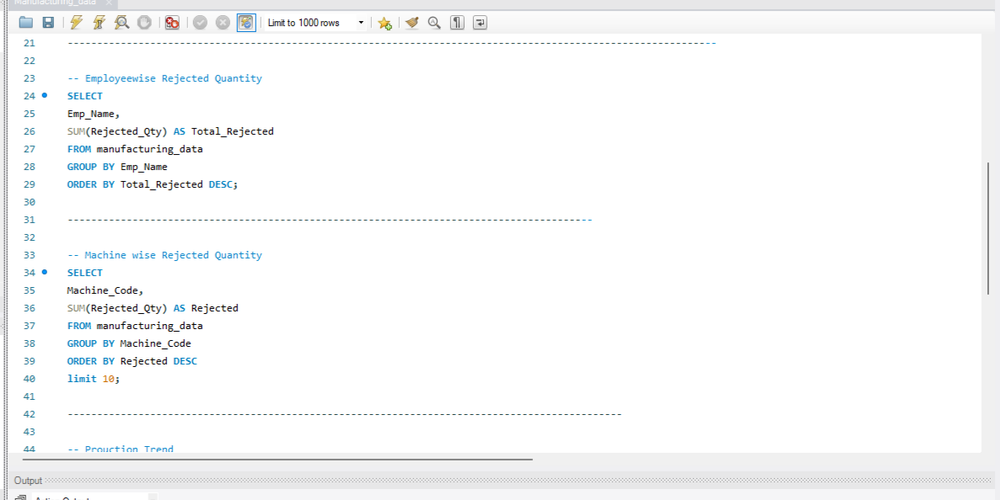 Manufacturing_data
Limit to 1000 rows
21 --------------------------------------------------------------------------------------------------------------
22
23 -- Employeewise Rejected Quantity
24 SELECT
25 Emp_Name,
26 SUM(Rejected_Qty) AS Total_Rejected
27 FROM manufacturing_data
28 GROUP BY Emp_Name
29 ORDER BY Total_Rejected DESC;
30
31 -----------------------------------------------------------------------------------------
32
33 -- Machine wise Rejected Quantity
34 SELECT
35 Machine_Code,
36 SUM(Rejected_Qty) AS Rejected
37 FROM manufacturing_data
38 GROUP BY Machine_Code
39 ORDER BY Rejected DESC
40 limit 10;
41
42 ----------------------------------------------------------------------------------------------
43
44 -- Prouction Trend
Output